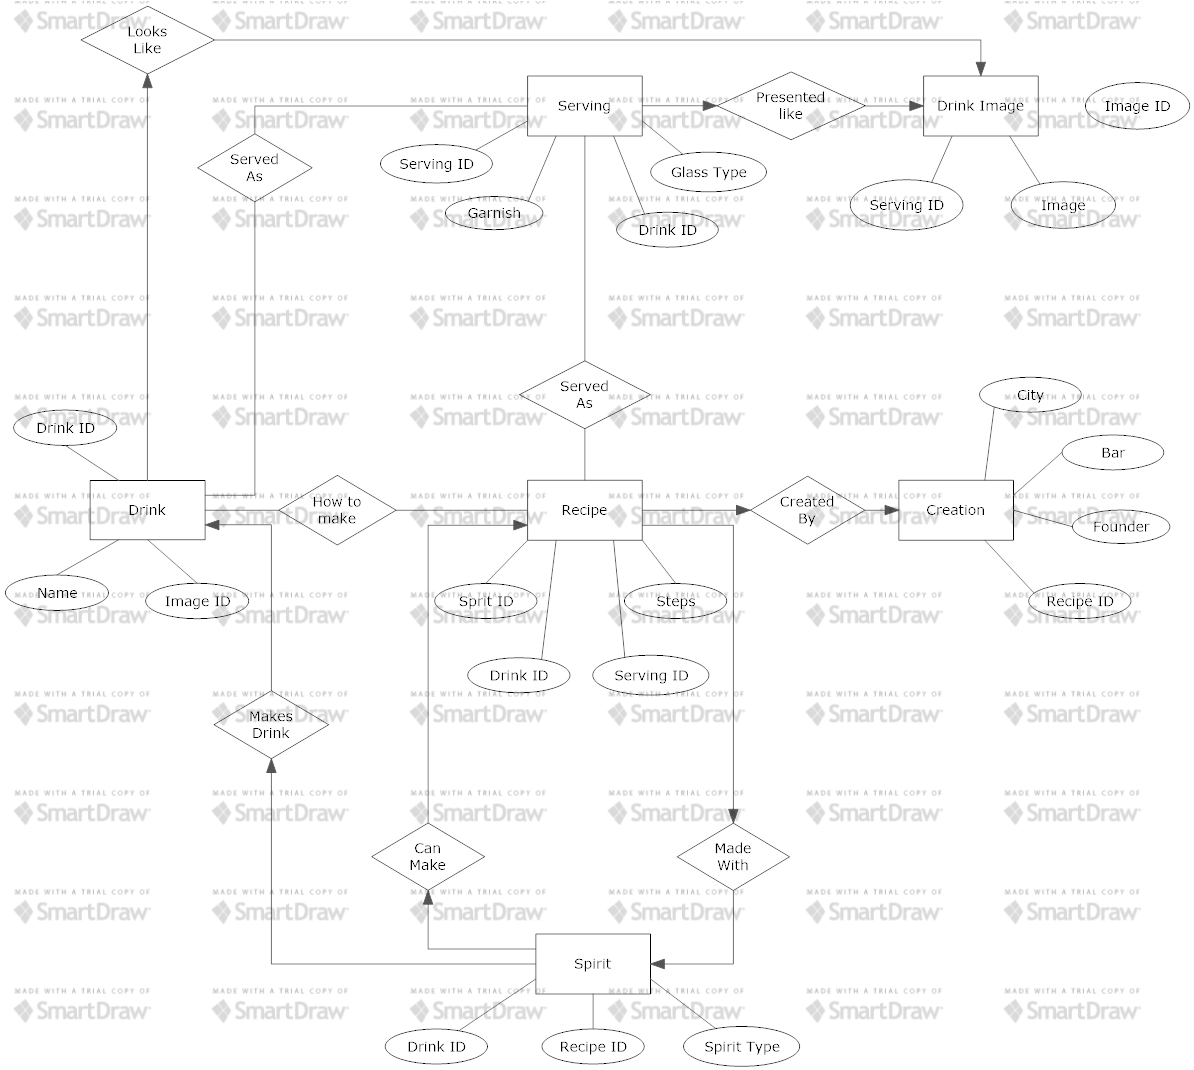 Looks
Like
Serving
Presented
like
Drink Image
Image ID
Served
As
Serving ID
Glass Type
Garnish
Drink ID
Serving ID
Image
Served
As
City
Drink ID
Bar
Drink
How to
make
Recipe
Created
By
Creation
Founder
Name
Image ID
Sprit ID
Steps
Recipe ID
Drink ID
Serving ID
Makes
Drink
Can
Make
Made
With
Spirit
Drink ID
Recipe ID
Spirit Type
MADE WITH A TRIAL COPY OF
SmartDraw